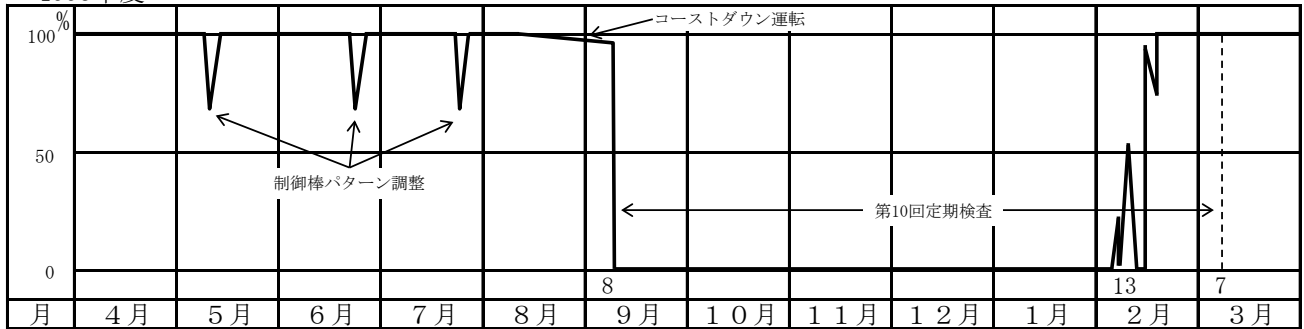 %
コーストダウン運転
100
50
制御棒パターン調整
第10回定期検査
0
8
13
7
月 4月 5月 6月 7月 8月 9月 10月 11月 12月 1月 2月 3月